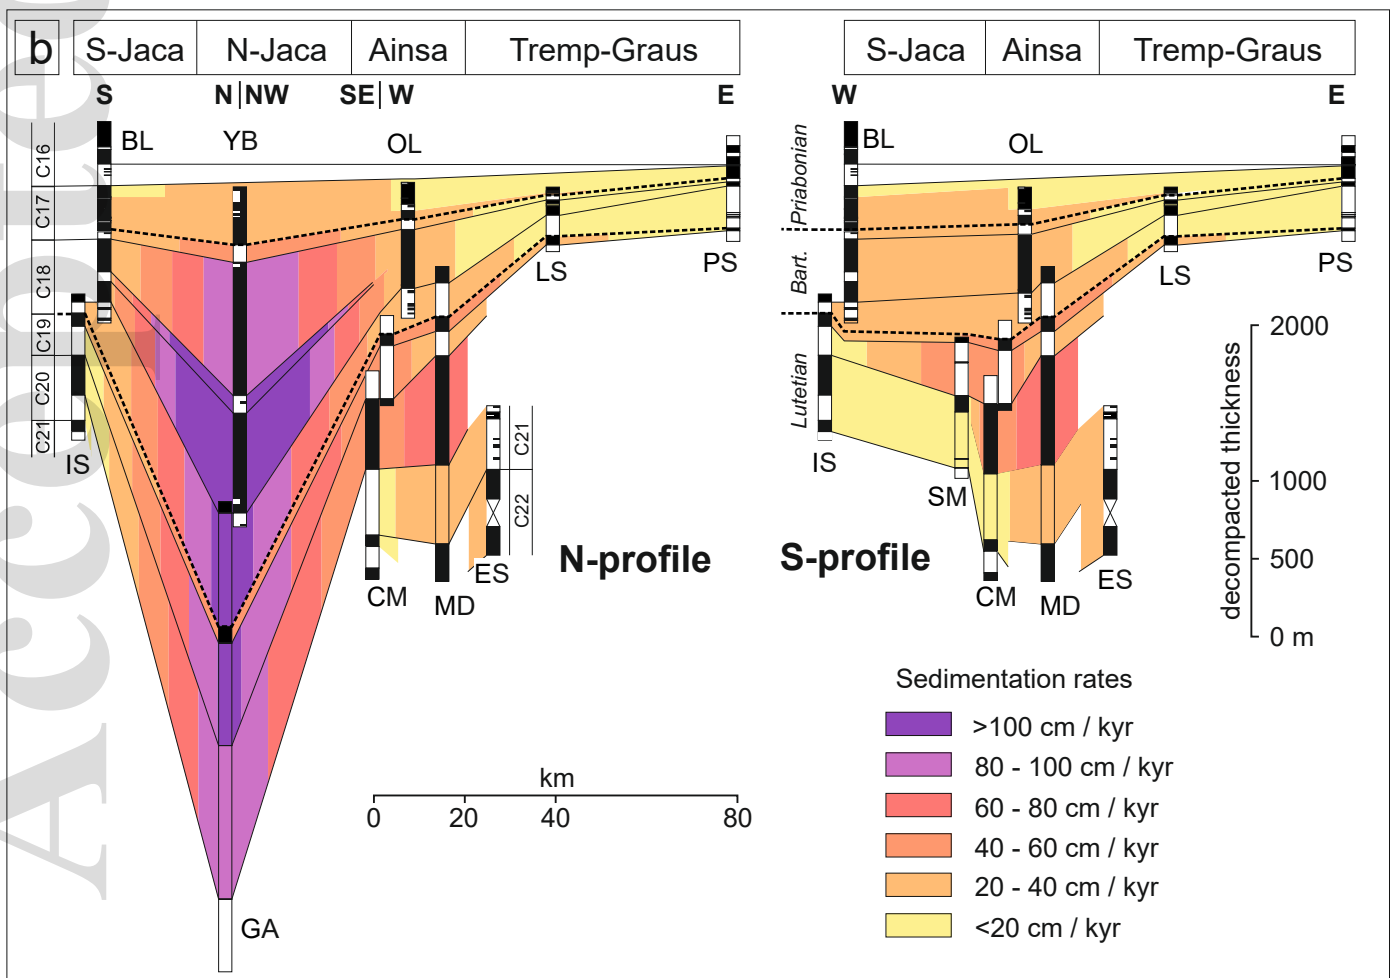 b
S-Jaca N-Jaca Ainsa Tremp-Graus
S-Jaca Ainsa Tremp-Graus
S N NW SE W E
W E
BL YB OL
BL OL
C16
C17
C18
C19
C20
C21
Priabonian
Bart.
Lutetian
LS PS
LS PS
IS
IS
SM
C21
C22
CM MD ES
CM MD ES
N-profile
S-profile
decompacted thickness
2000
1000
500
0 m
GA
km
0 20 40 80
Sedimentation rates
>100 cm / kyr
80 - 100 cm / kyr
60 - 80 cm / kyr
40 - 60 cm / kyr
20 - 40 cm / kyr
<20 cm / kyr
Accepte